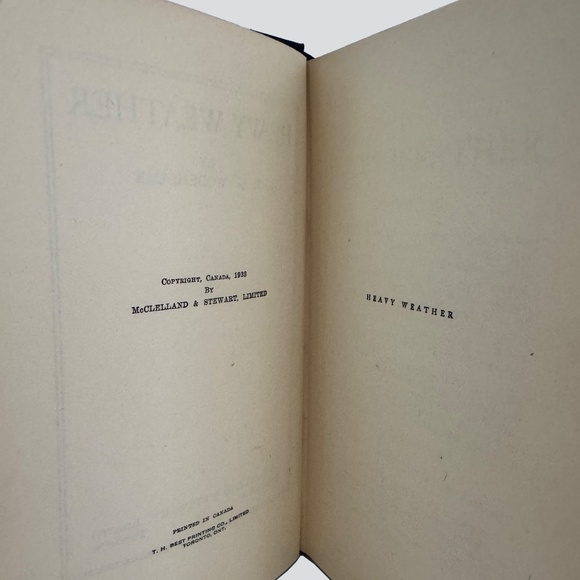 Copyright, Canada, 1933
By
McCLELLAND & STEWART, LIMITED
PRINTED IN CANADA
T. H. BEST PRINTING CO., LIMITED
TORONTO, ONT.
HEAVY WEATHER